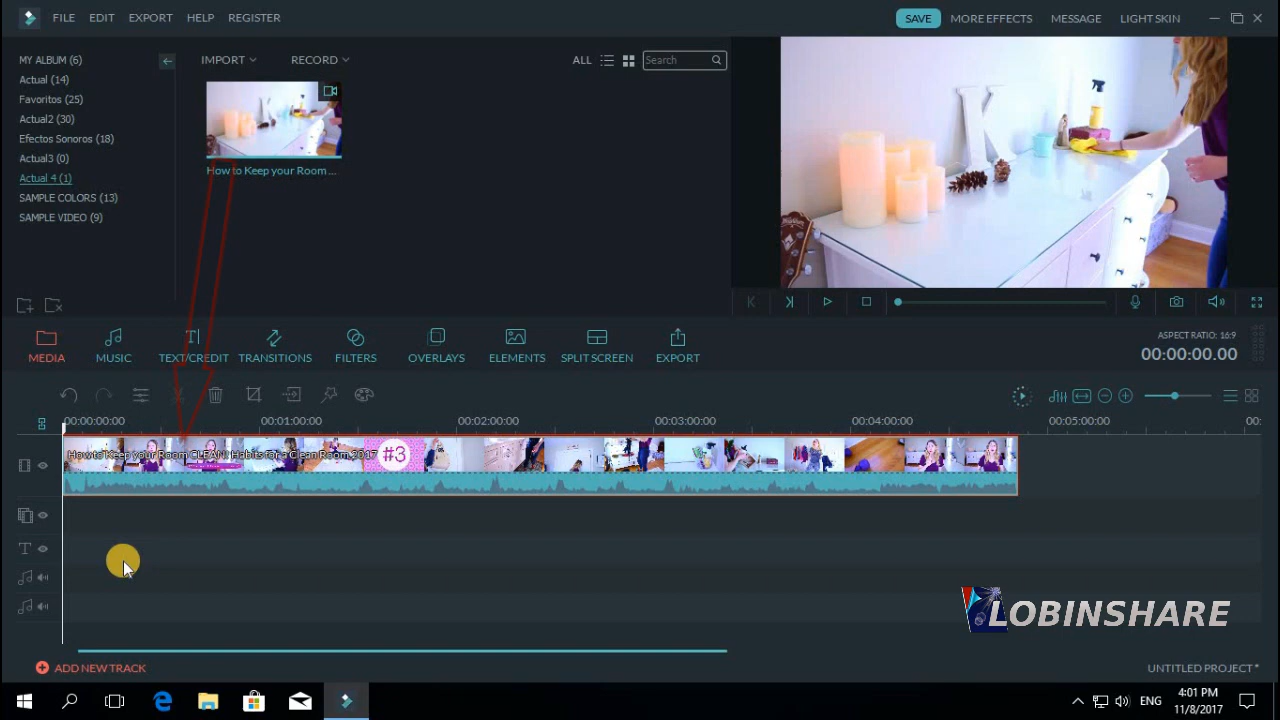 FILE EDIT EXPORT HELP REGISTER SAVE MORE EFFECTS MESSAGE LIGHT SKIN
MY ALBUM (6)
Actual (14)
Favoritos (25)
Actual2 (30)
Efectos Sonoros (18)
Actual3 (0)
Actual 4 (1)
SAMPLE COLORS (13)
SAMPLE VIDEO (9)
IMPORT RECORD ALL Search
How to Keep your Room ...
K
MEDIA MUSIC TEXT/CREDIT TRANSITIONS FILTERS OVERLAYS ELEMENTS SPLIT SCREEN EXPORT
ASPECT RATIO: 16:9
00:00:00.00
00:00:00:00 00:01:00:00 00:02:00:00 00:03:00:00 00:04:00:00 00:05:00:00 00:
How to Keep your Room CLEAN! Habits for a Clean Room 2017
#3
LOBINSHARE
ADD NEW TRACK
UNTITLED PROJECT *
ENG
4:01 PM
11/8/2017